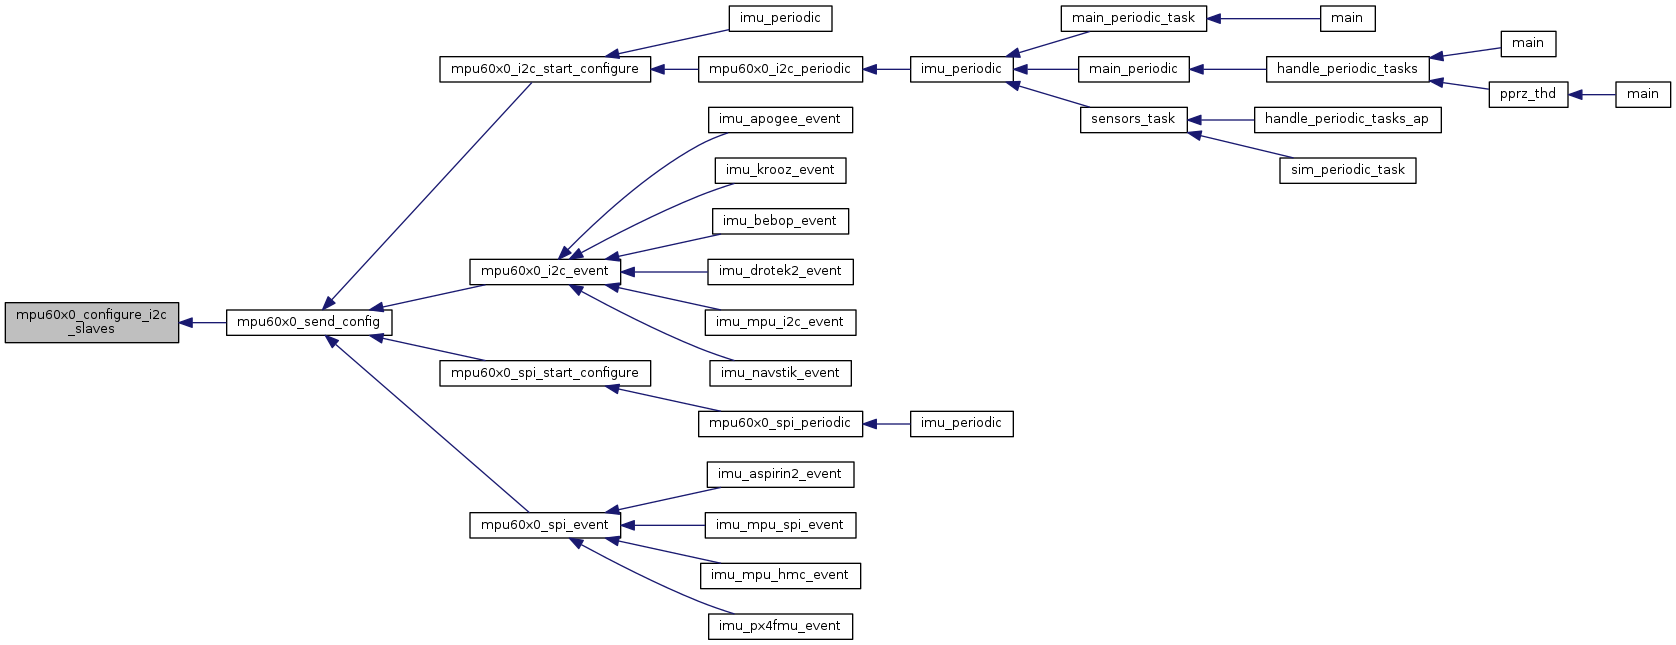 imu_periodic
main_periodic_task
main
main
mpu60x0_i2c_start_configure
mpu60x0_i2c_periodic
imu_periodic
main_periodic
handle_periodic_tasks
pprz_thd
main
imu_apogee_event
sensors_task
handle_periodic_tasks_ap
imu_krooz_event
sim_periodic_task
imu_bebop_event
mpu60x0_i2c_event
imu_drotek2_event
mpu60x0_configure_i2c
_slaves
mpu60x0_send_config
imu_mpu_i2c_event
mpu60x0_spi_start_configure
imu_navstik_event
mpu60x0_spi_periodic
imu_periodic
imu_aspirin2_event
mpu60x0_spi_event
imu_mpu_spi_event
imu_mpu_hmc_event
imu_px4fmu_event